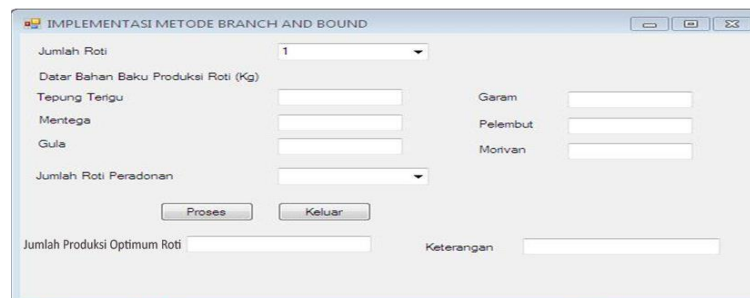 IMPLEMENTASI METODE BRANCH AND BOUND
Jumlah Roti 1
Datar Bahan Baku Produksi Roti (Kg)
Tepung Terigu Garam
Mentega Pelembut
Gula Morivan
Jumlah Roti Peradonan
Proses Keluar
Jumlah Produksi Optimum Roti Keterangan